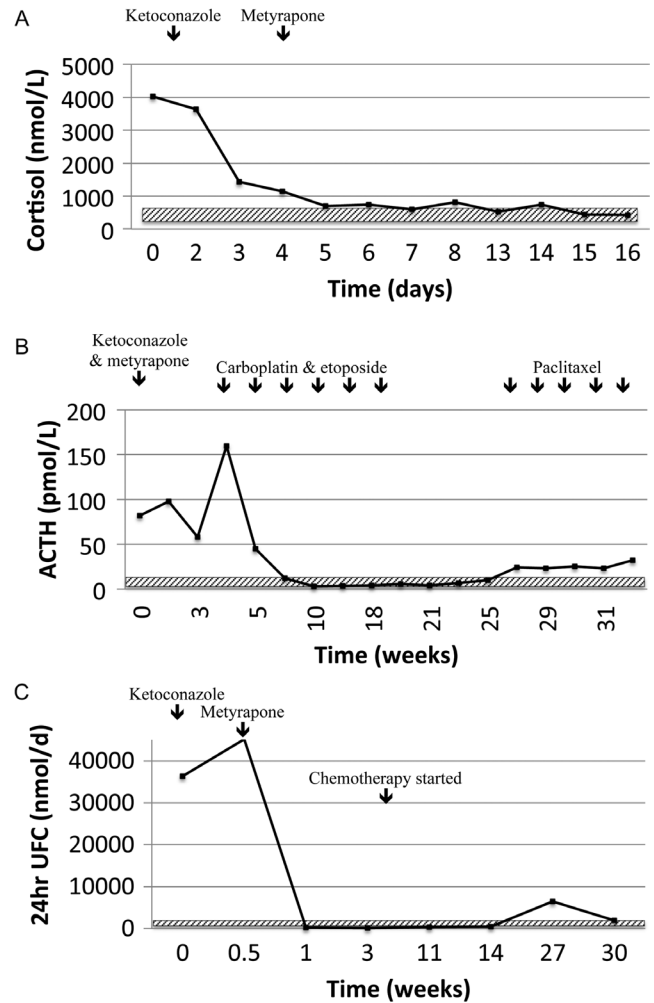 A
Ketoconazole Metyrapone
Cortisol (nmol/L)
5000
4000
3000
2000
1000
0
0 2 3 4 5 6 7 8 13 14 15 16
Time (days)
B
Ketoconazole
& metyrapone
Carboplatin & etoposide
Paclitaxel
ACTH (pmol/L)
200
150
100
50
0
0 3 5 10 18 21 25 29 31
Time (weeks)
C
Ketoconazole
Metyrapone
Chemotherapy started
24hr UFC (nmol/d)
40000
30000
20000
10000
0
0 0.5 1 3 11 14 27 30
Time (weeks)